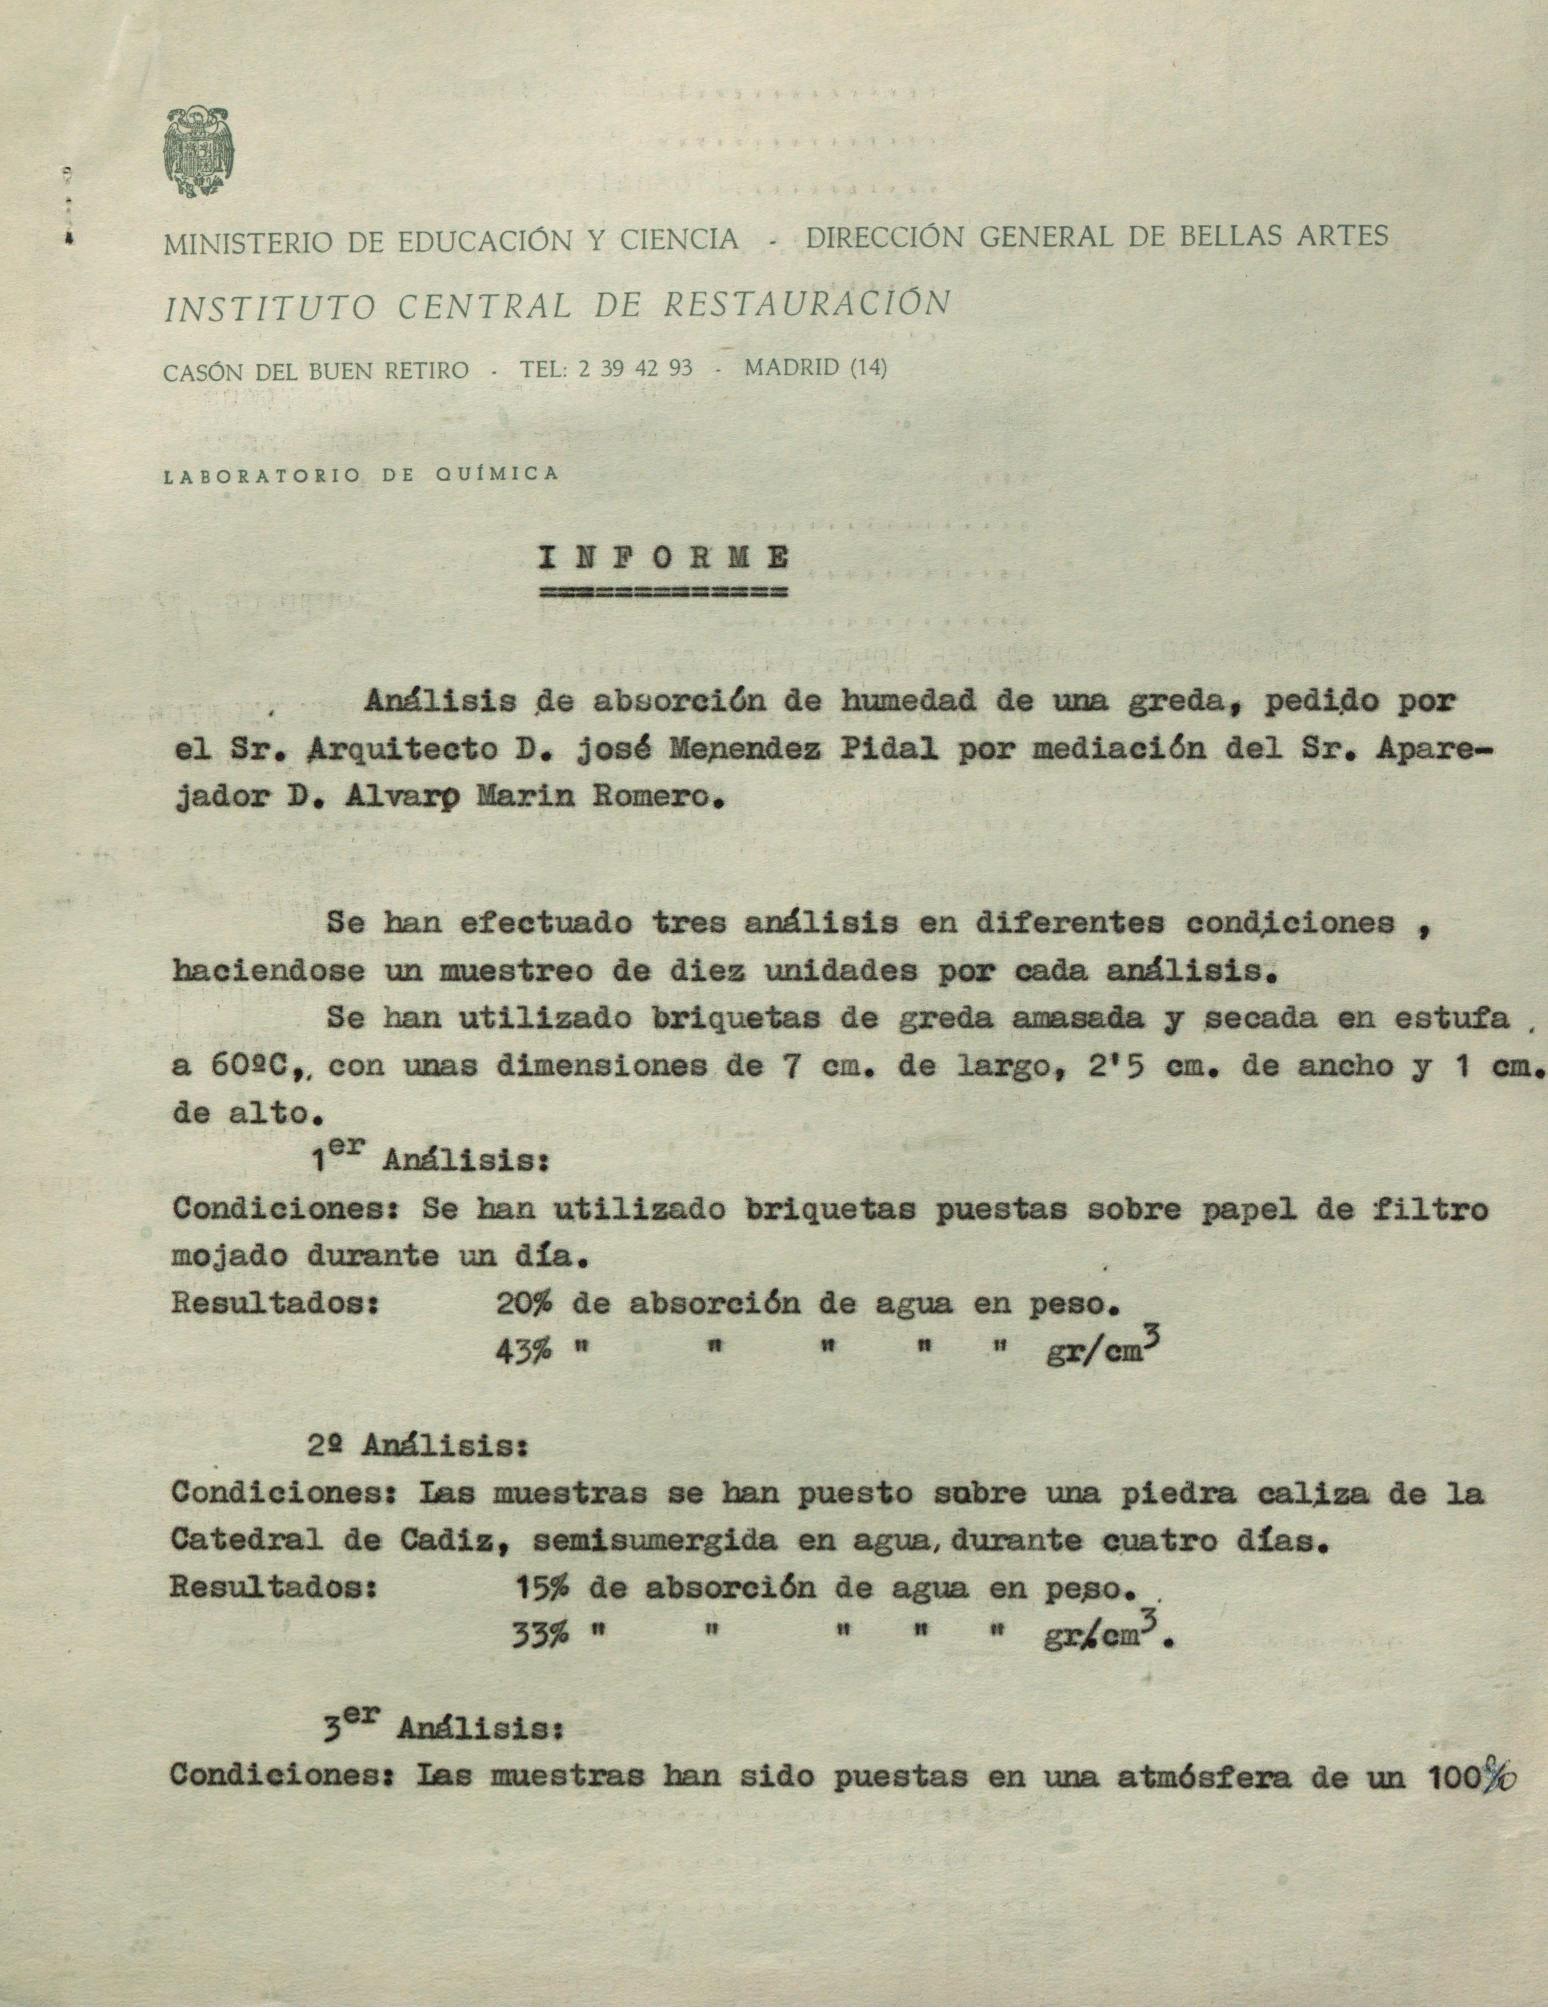 MINISTERIO DE EDUCACIÓN Y CIENCIA - DIRECCIÓN GENERAL DE BELLAS ARTES
INSTITUTO CENTRAL DE RESTAURACIÓN
CASÓN DEL BUEN RETIRO - TEL: 2 39 42 93 - MADRID (14)
LABORATORIO DE QUÍMICA
I N F O R M E
=============
Análisis de absorción de humedad de una greda, pedido por
el Sr. Arquitecto D. josé Menendez Pidal por mediación del Sr. Apare-
jador D. Alvaro Marin Romero.
Se han efectuado tres análisis en diferentes condiciones ,
haciendose un muestreo de diez unidades por cada análisis.
Se han utilizado briquetas de greda amasada y secada en estufa
a 60ºC, con unas dimensiones de 7 cm. de largo, 2'5 cm. de ancho y 1 cm.
de alto.
1er Análisis:
Condiciones: Se han utilizado briquetas puestas sobre papel de filtro
mojado durante un día.
Resultados: 20% de absorción de agua en peso.
43% " " " " " gr/cm3
2º Análisis:
Condiciones: Las muestras se han puesto sobre una piedra caliza de la
Catedral de Cadiz, semisumergida en agua, durante cuatro días.
Resultados: 15% de absorción de agua en peso.
33% " " " " " gr/cm3.
3er Análisis:
Condiciones: Las muestras han sido puestas en una atmósfera de un 100%